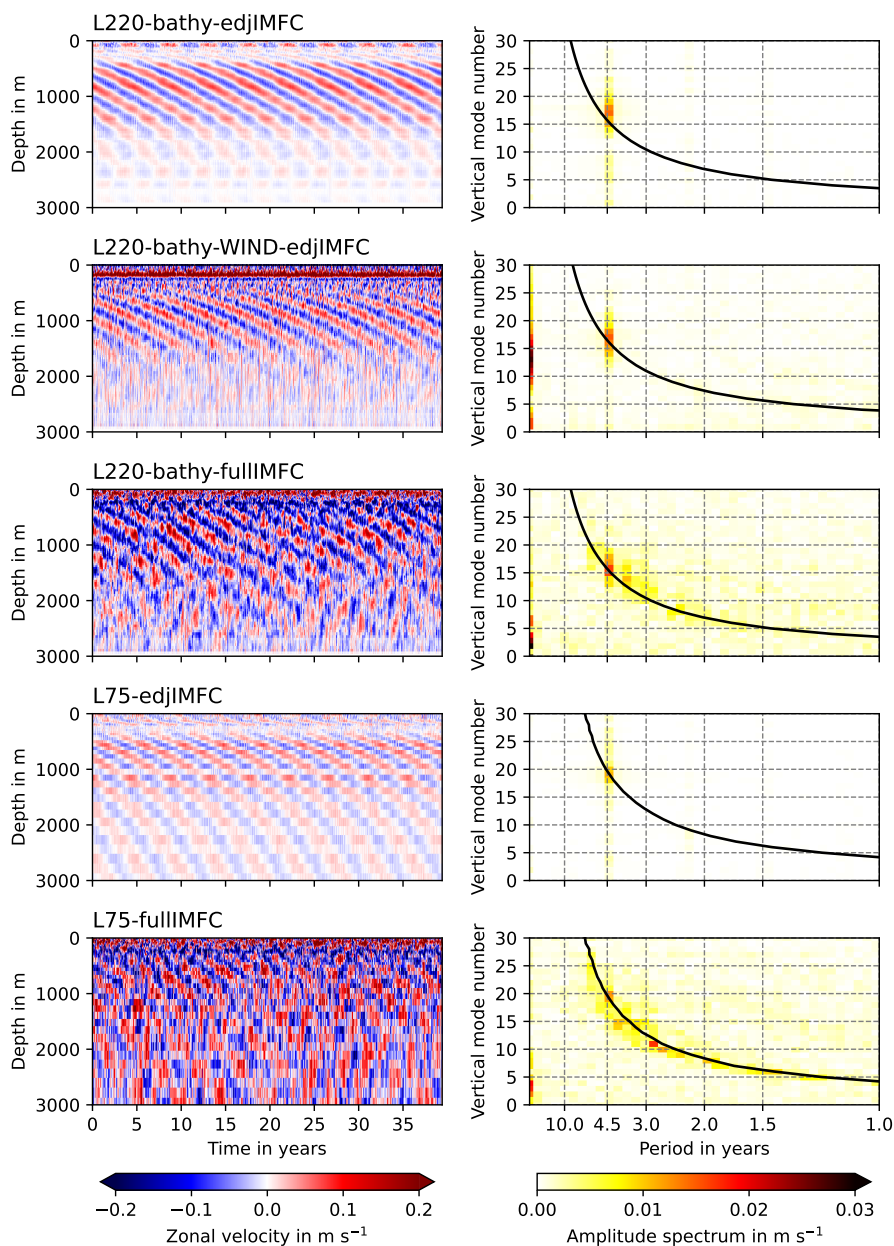 L220-bathy-edjIMFC
0
1000
2000
3000
Depth in m
30
25
20
15
10
5
0
Vertical mode number
L220-bathy-WIND-edjIMFC
0
1000
2000
3000
Depth in m
30
25
20
15
10
5
0
Vertical mode number
L220-bathy-fullIMFC
0
1000
2000
3000
Depth in m
30
25
20
15
10
5
0
Vertical mode number
L75-edjIMFC
0
1000
2000
3000
Depth in m
30
25
20
15
10
5
0
Vertical mode number
L75-fullIMFC
0
1000
2000
3000
Depth in m
0 5 10 15 20 25 30 35
Time in years
30
25
20
15
10
5
0
Vertical mode number
10.0 4.5 3.0 2.0 1.5 1.0
Period in years
−0.2 −0.1 0.0 0.1 0.2
Zonal velocity in m s⁻¹
0.00 0.01 0.02 0.03
Amplitude spectrum in m s⁻¹